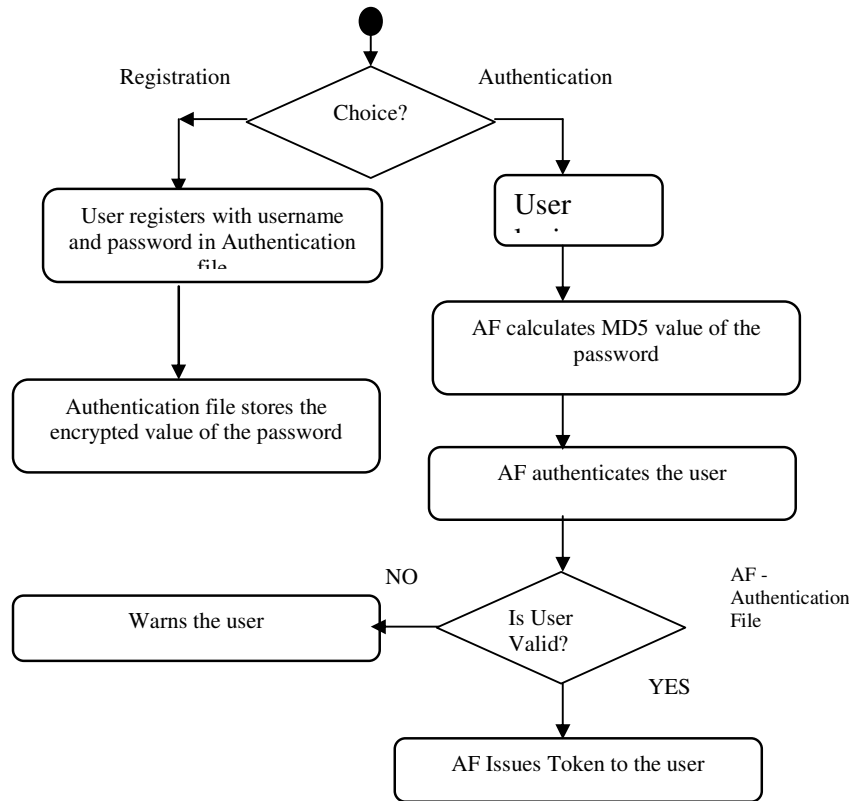 Registration
Authentication
Choice?
User registers with username
and password in Authentication
file
User
AF calculates MD5 value of the
password
Authentication file stores the
encrypted value of the password
AF authenticates the user
NO
AF -
Authentication
File
Warns the user
Is User
Valid?
YES
AF Issues Token to the user